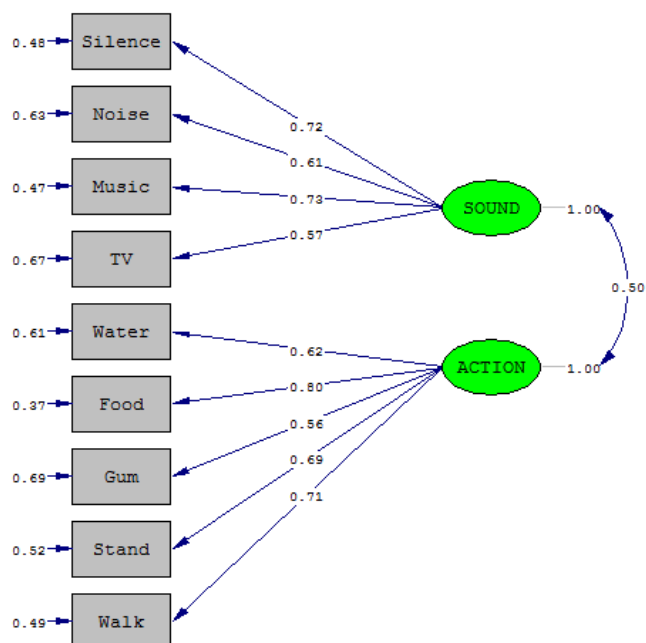 0.48 Silence
0.72
0.63 Noise
0.61
0.47 Music
0.73
SOUND 1.00
0.57
0.67 TV
0.50
0.61 Water
0.62
ACTION 1.00
0.80
0.37 Food
0.56
0.69
0.69 Gum
0.71
0.52 Stand
0.49 Walk